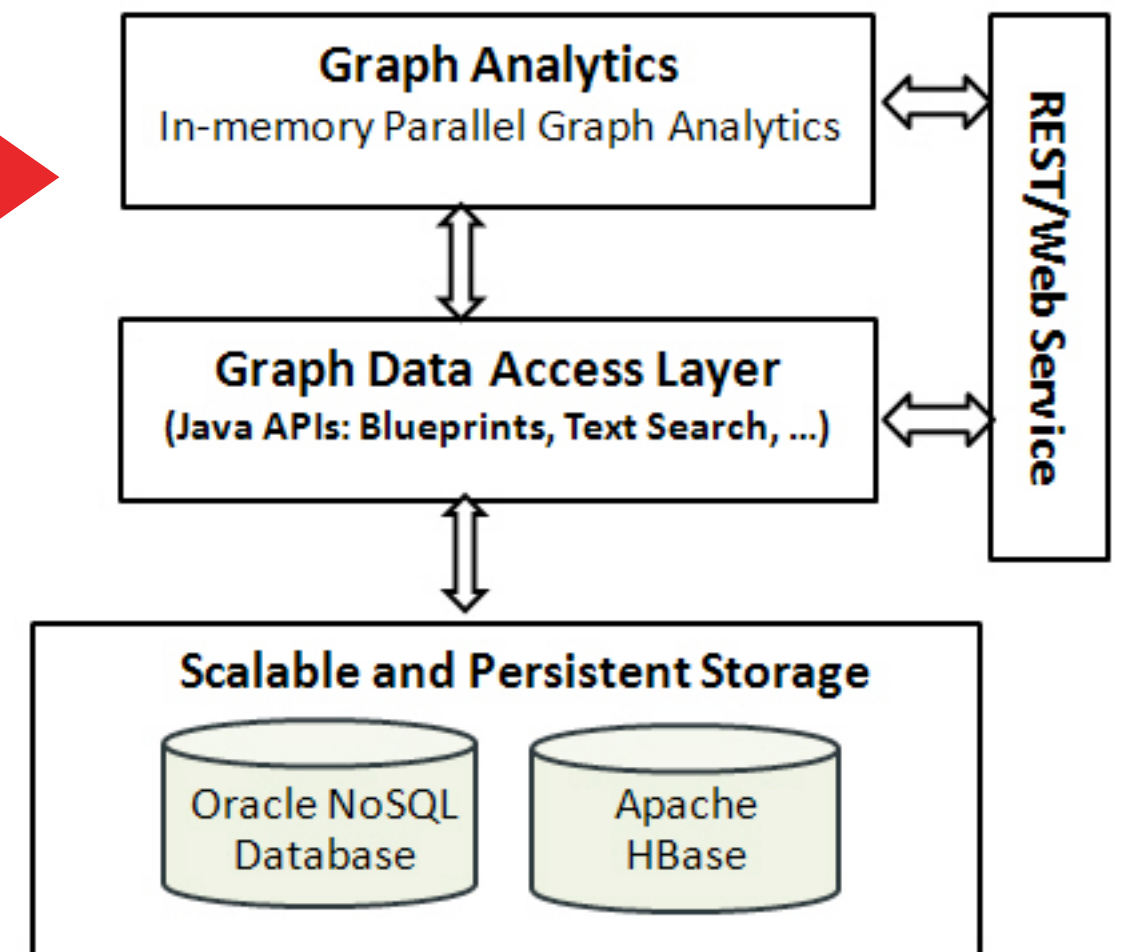 Graph Analytics
In-memory Parallel Graph Analytics
REST/Web Service
Graph Data Access Layer
(Java APIs: Blueprints, Text Search, ...)
Scalable and Persistent Storage
Oracle NoSQL
Database
Apache
HBase